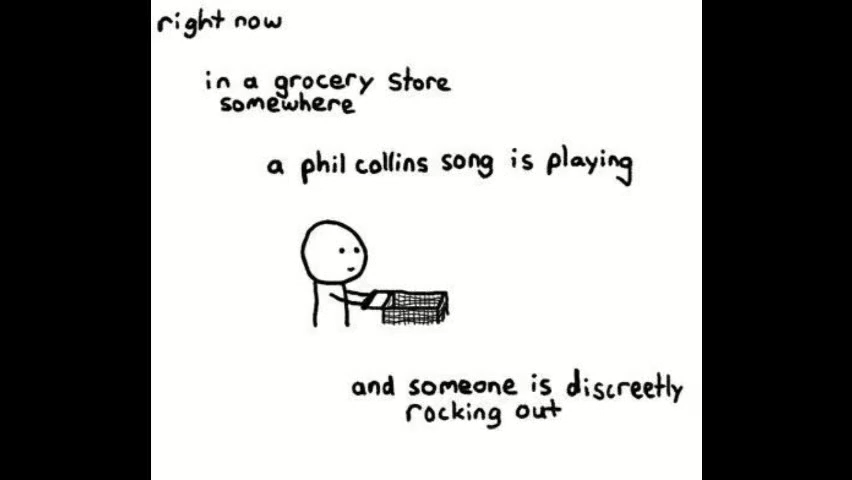 right now
in a grocery store
somewhere
a phil collins song is playing
and someone is discreetly
rocking out